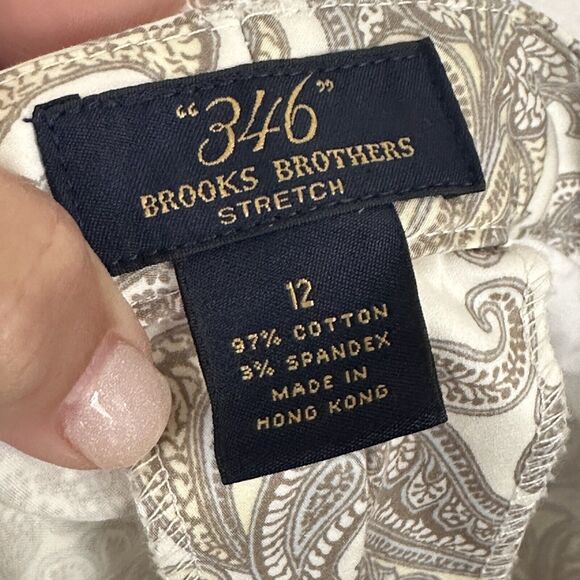 “346”
BROOKS BROTHERS
STRETCH
12
97% COTTON
3% SPANDEX
MADE IN
HONG KONG